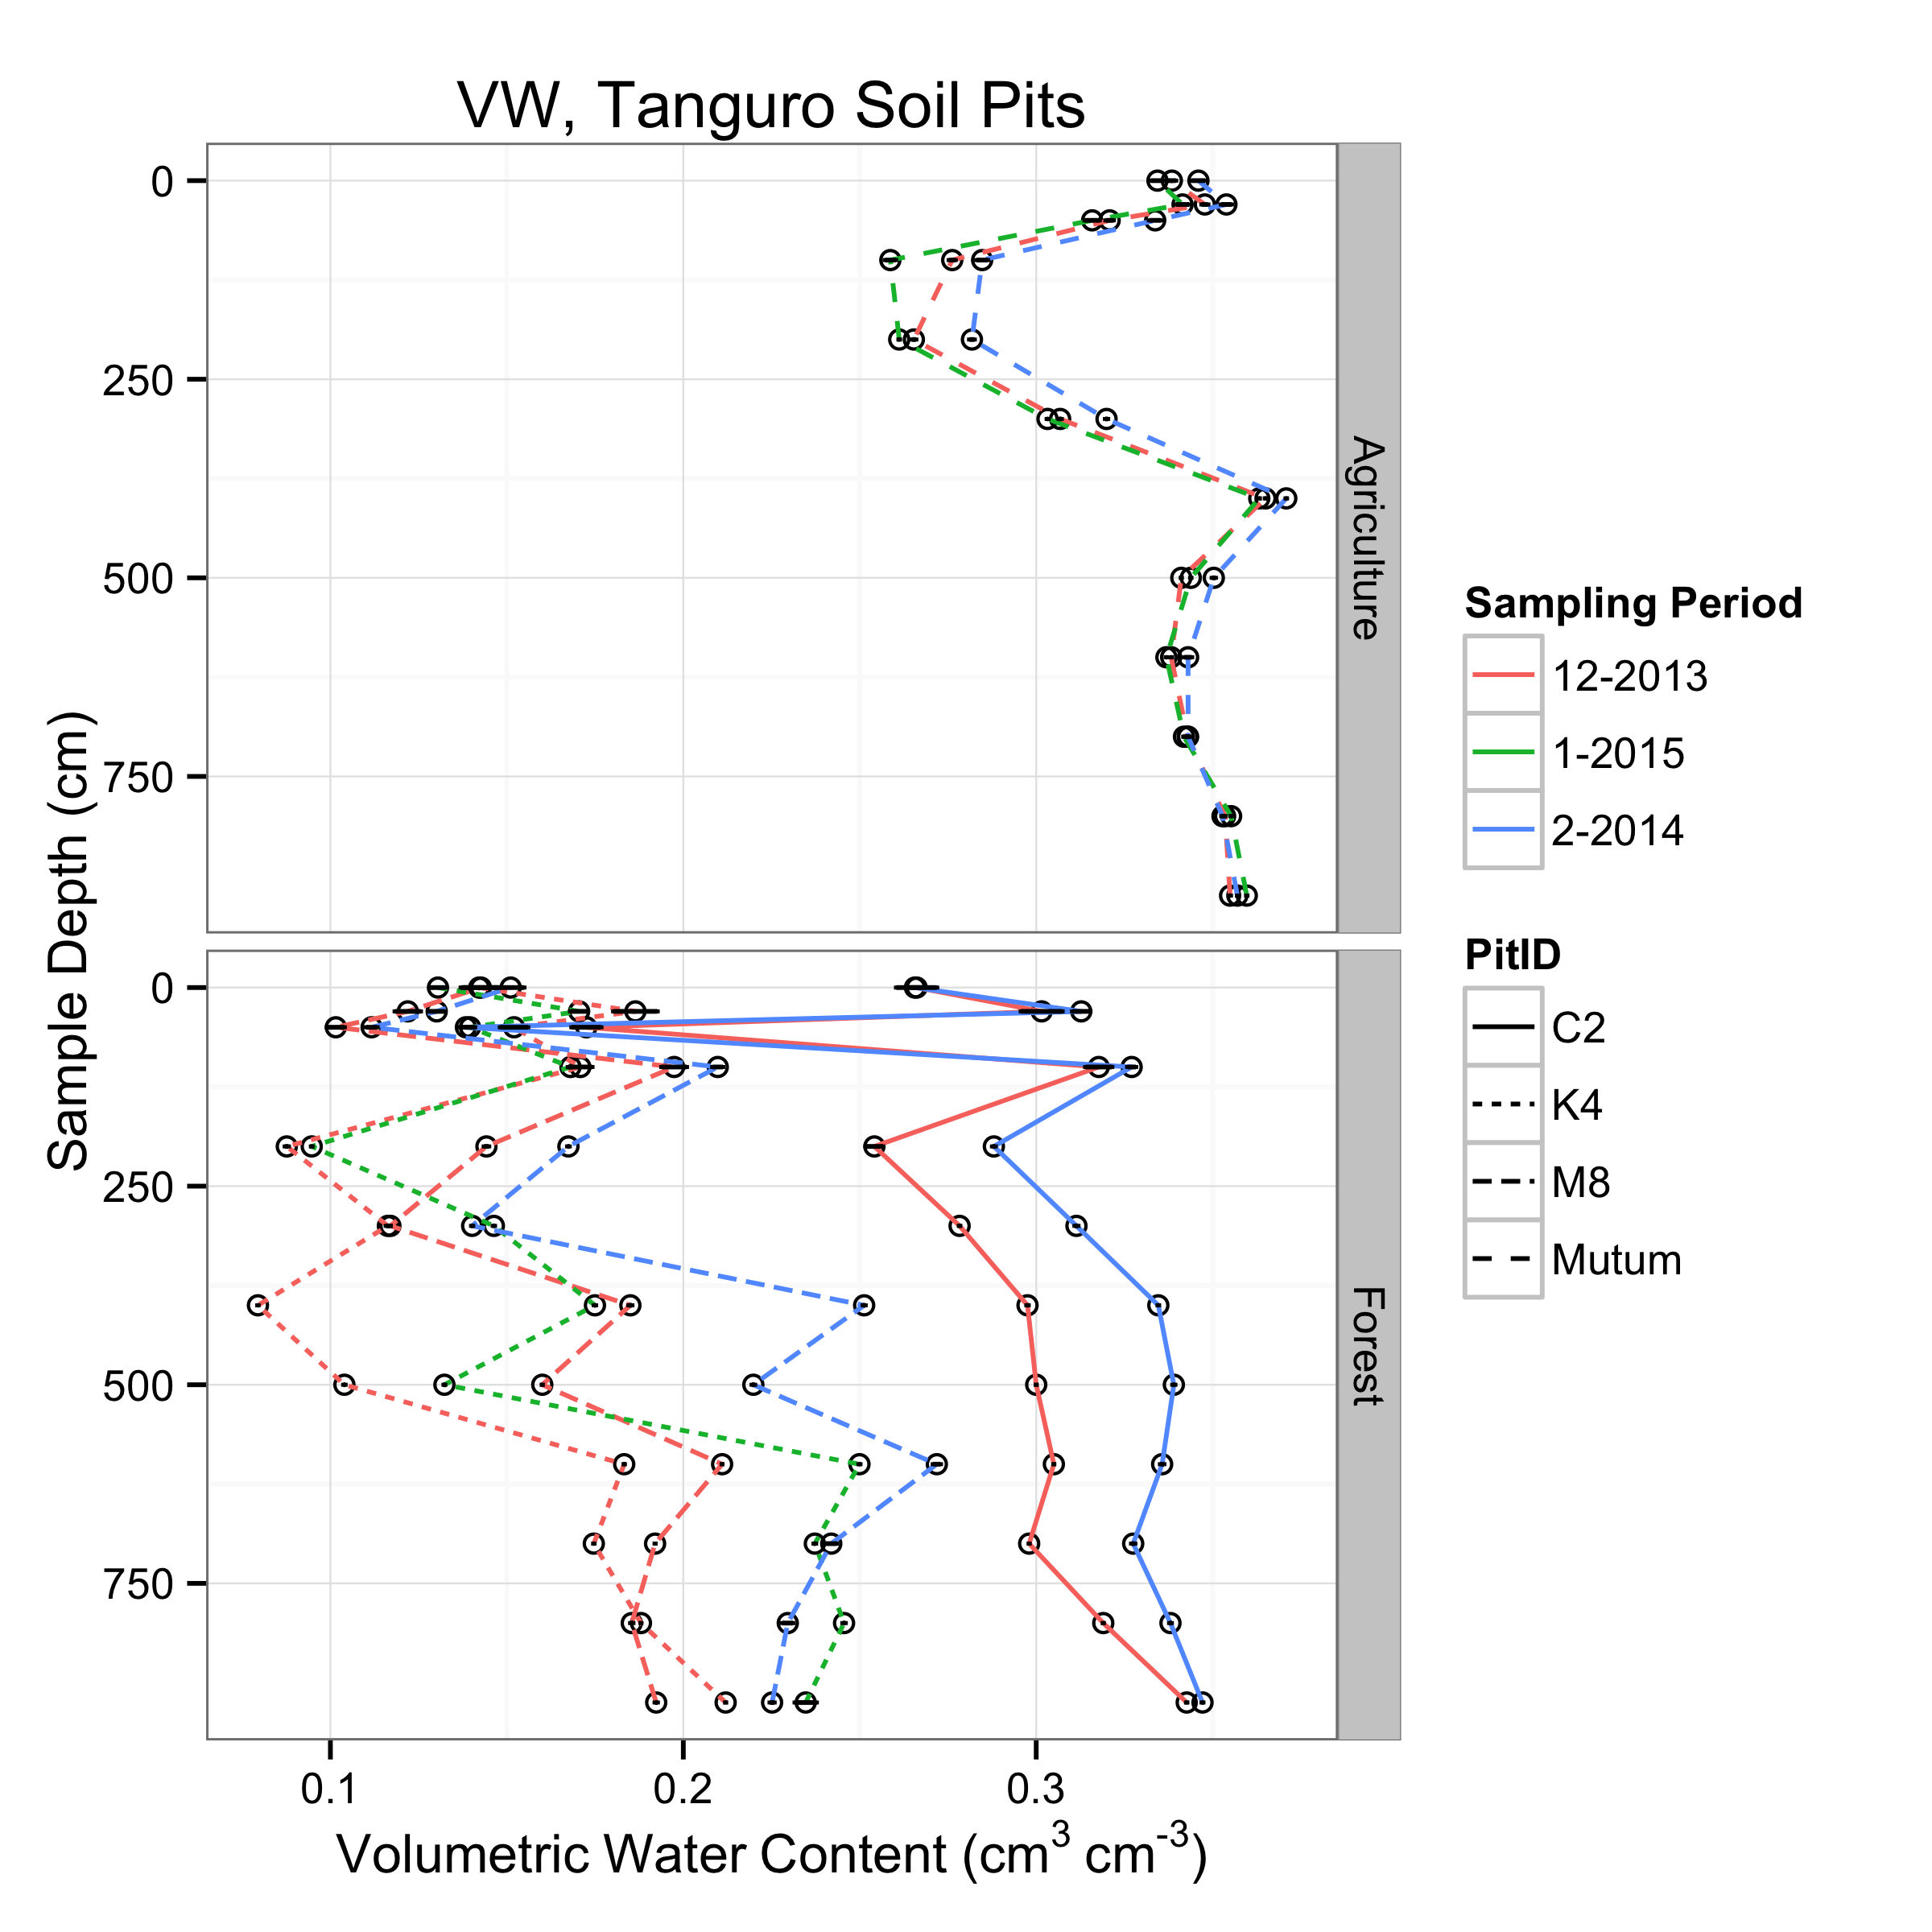 VW, Tanguro Soil Pits
0
250
500
750
Agriculture
0
250
500
750
Forest
Sample Depth (cm)
0.1
0.2
0.3
Volumetric Water Content (cm³ cm⁻³)
Sampling Period
12-2013
1-2015
2-2014
PitID
C2
K4
M8
Mutum